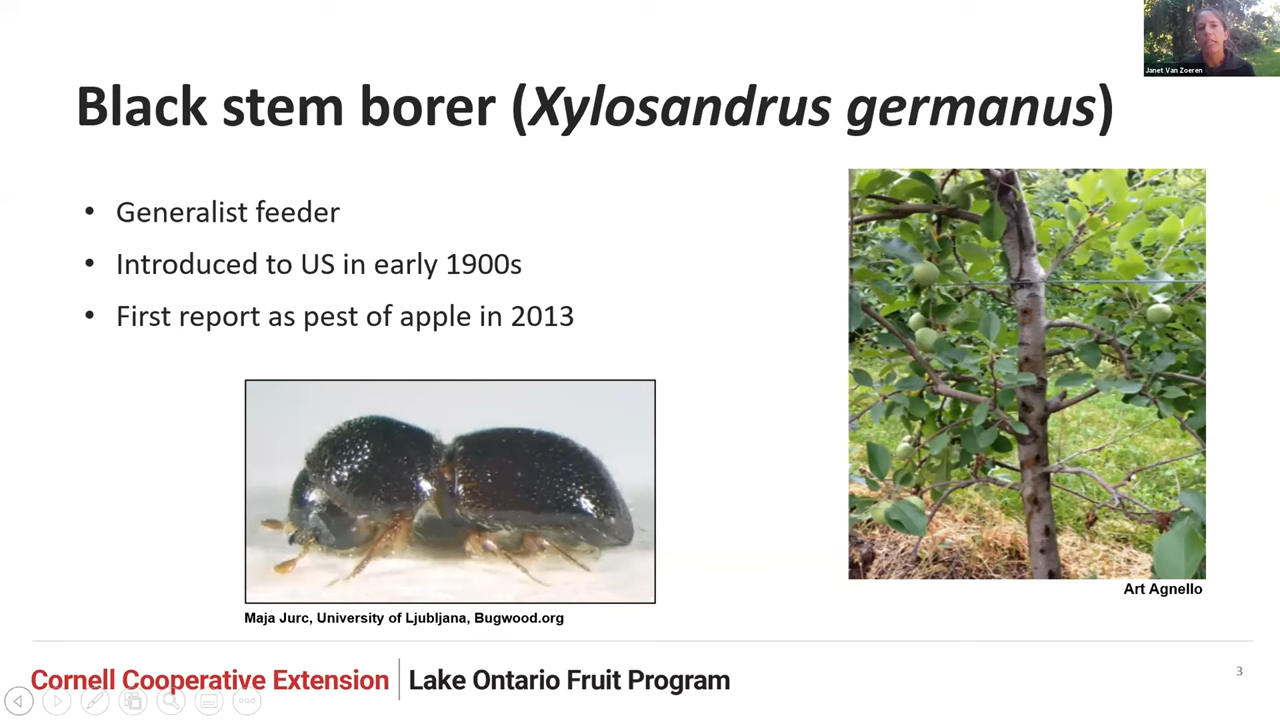 Janet Van Zoeren
Black stem borer (Xylosandrus germanus)
• Generalist feeder
• Introduced to US in early 1900s
• First report as pest of apple in 2013
Art Agnello
Maja Jurc, University of Ljubljana, Bugwood.org
Cornell Cooperative Extension | Lake Ontario Fruit Program
3